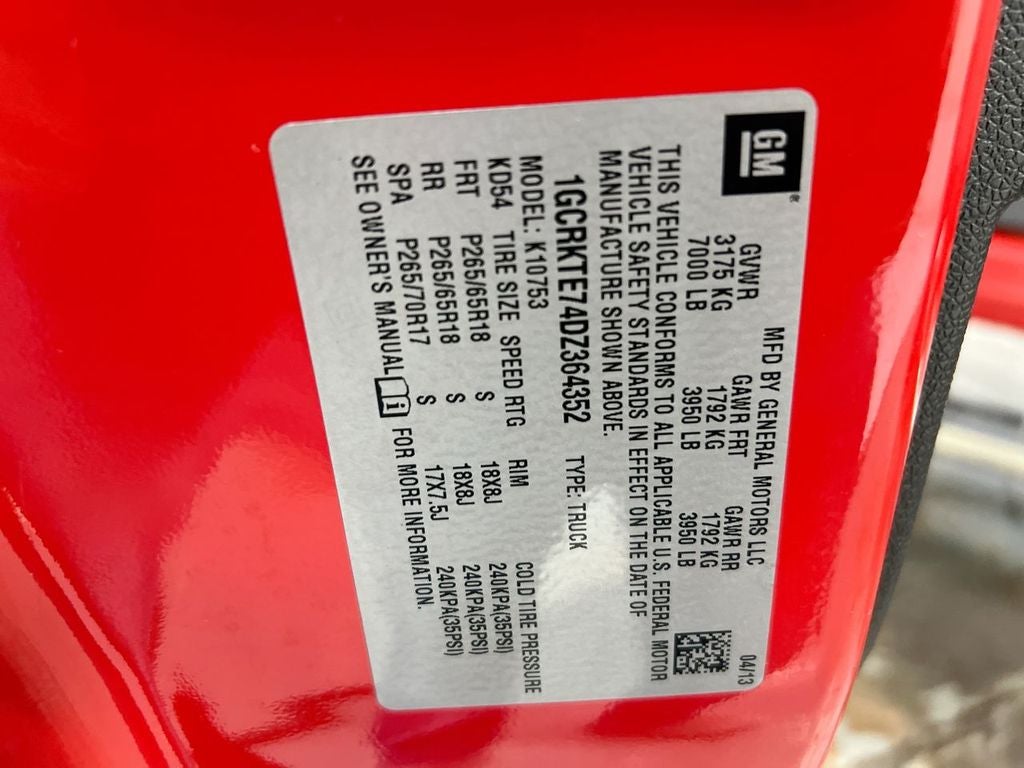 GM®
MFD BY GENERAL MOTORS LLC 04/13
GVWR GAWR FRT GAWR RR
3175 KG 1792 KG 1792 KG
7000 LB 3950 LB 3950 LB
THIS VEHICLE CONFORMS TO ALL APPLICABLE U.S. FEDERAL MOTOR
VEHICLE SAFETY STANDARDS IN EFFECT ON THE DATE OF
MANUFACTURE SHOWN ABOVE.
1GCRKTE74DZ364352 TYPE: TRUCK
MODEL: K10753
KD54 TIRE SIZE SPEED RTG RIM COLD TIRE PRESSURE
FRT P265/65R18 S 18X8J 240KPA(35PSI)
RR P265/65R18 S 18X8J 240KPA(35PSI)
SPA P265/70R17 S 17X7.5J 240KPA(35PSI)
SEE OWNER'S MANUAL i FOR MORE INFORMATION.